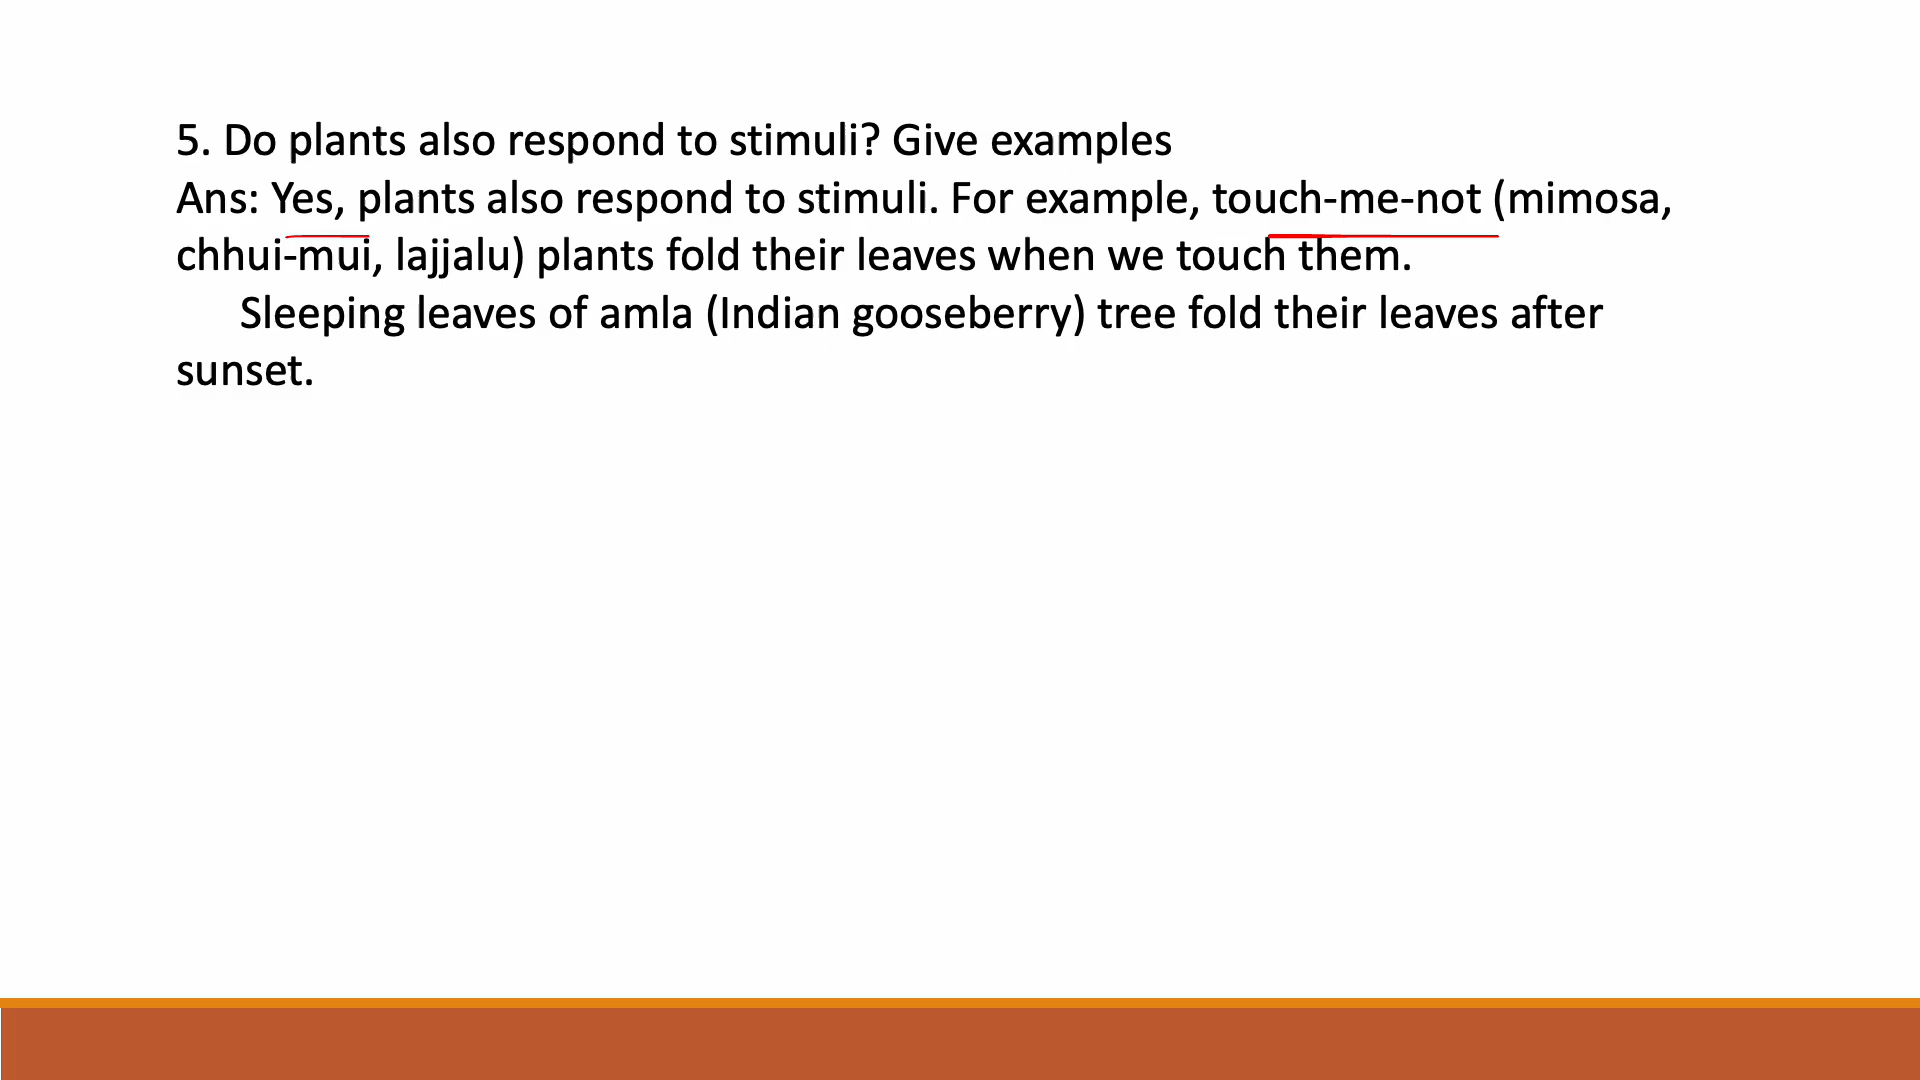 5. Do plants also respond to stimuli? Give examples
Ans: Yes, plants also respond to stimuli. For example, touch-me-not (mimosa,
chhui-mui, lajjalu) plants fold their leaves when we touch them.
Sleeping leaves of amla (Indian gooseberry) tree fold their leaves after
sunset.